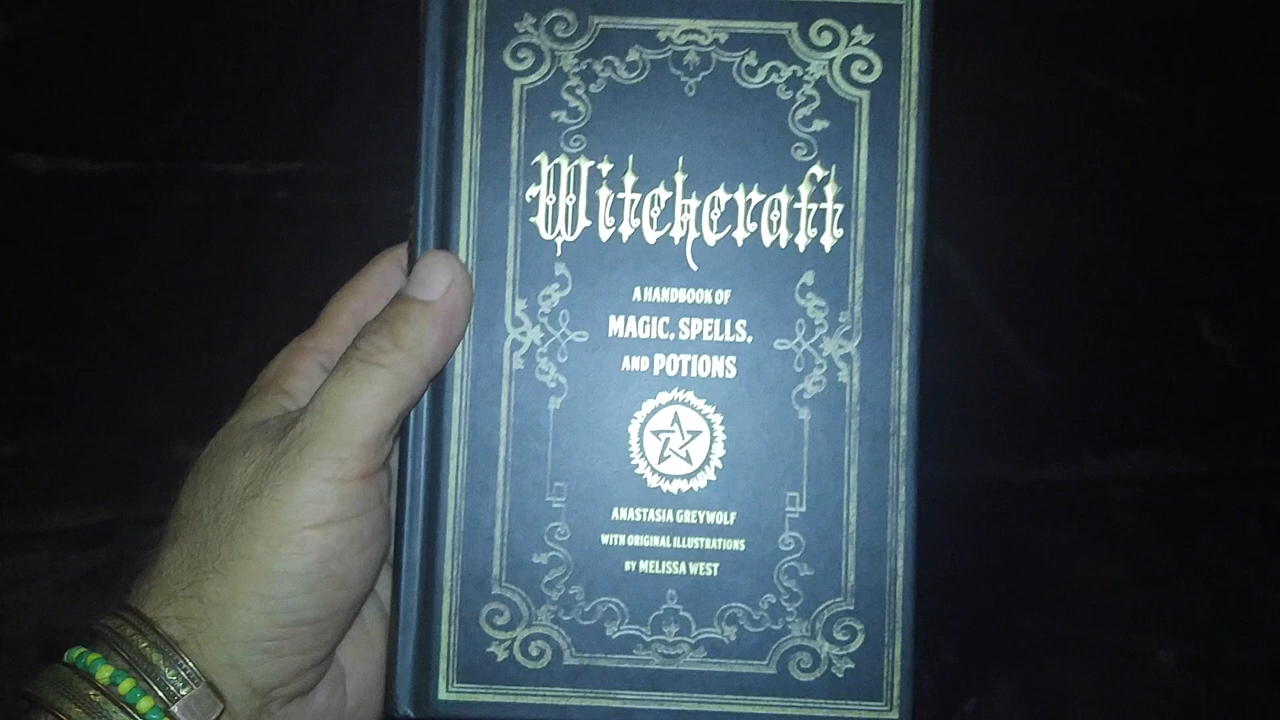 Witchcraft
A HANDBOOK OF
MAGIC, SPELLS,
AND POTIONS
ANASTASIA GREYWOLF
WITH ORIGINAL ILLUSTRATIONS
BY MELISSA WEST